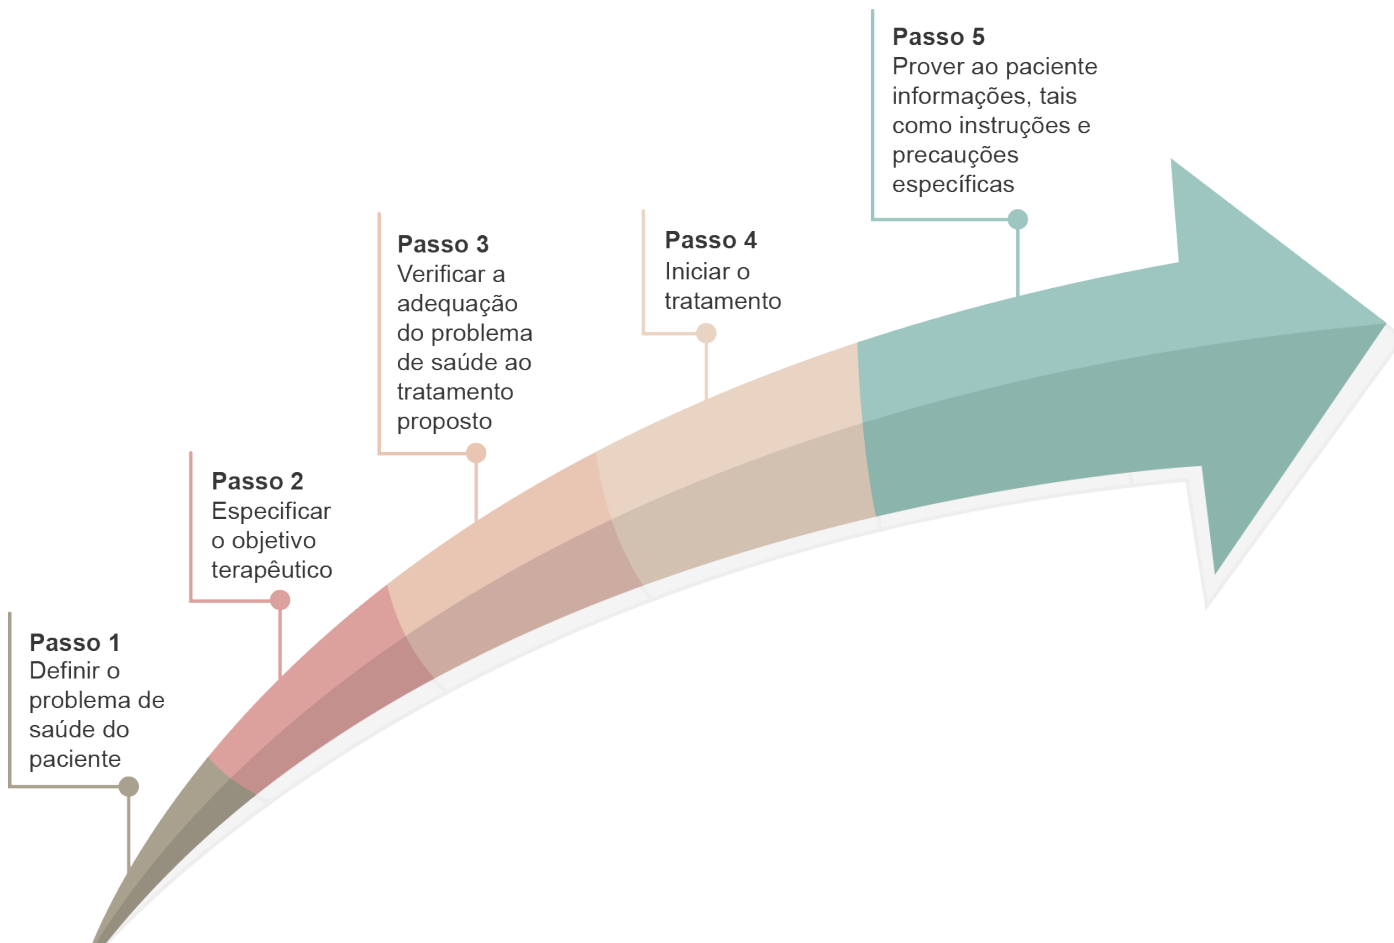 Passo 1
Definir o
problema de
saúde do
paciente
Passo 2
Especificar
o objetivo
terapêutico
Passo 3
Verificar a
adequação
do problema
de saúde ao
tratamento
proposto
Passo 4
Iniciar o
tratamento
Passo 5
Prover ao paciente
informações, tais
como instruções e
precauções
específicas